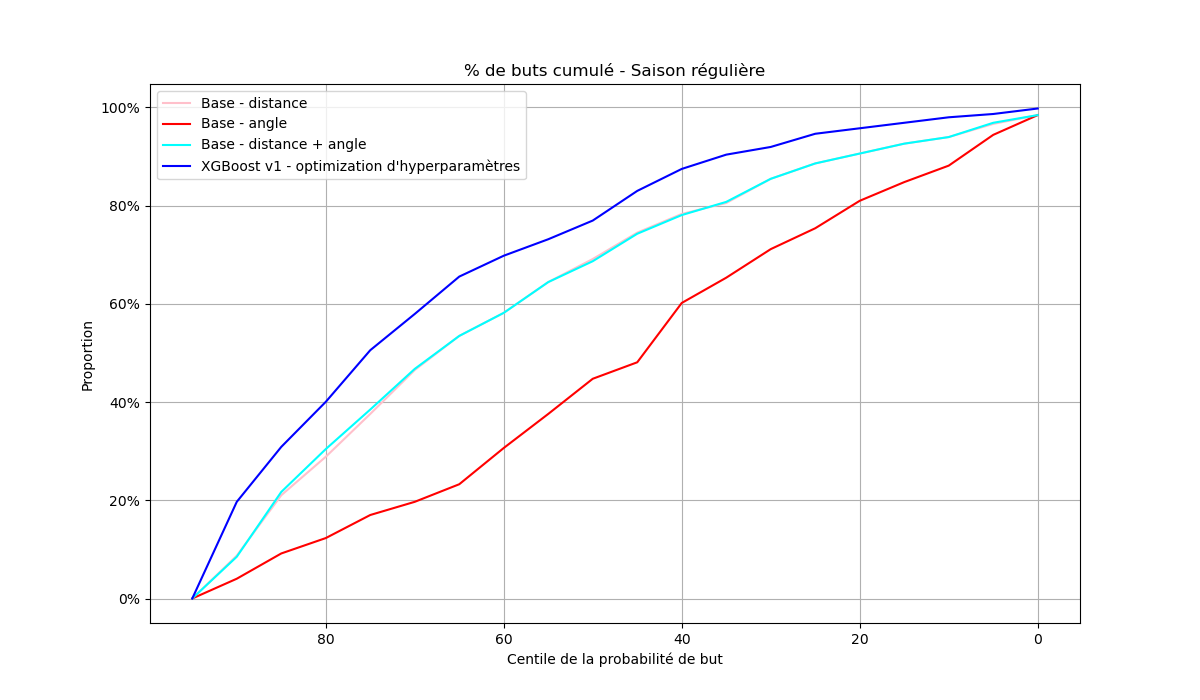 % de buts cumulé - Saison régulière
Base - distance
Base - angle
Base - distance + angle
XGBoost v1 - optimization d'hyperparamètres
100%
80%
60%
40%
20%
0%
Proportion
80
60
40
20
0
Centile de la probabilité de but